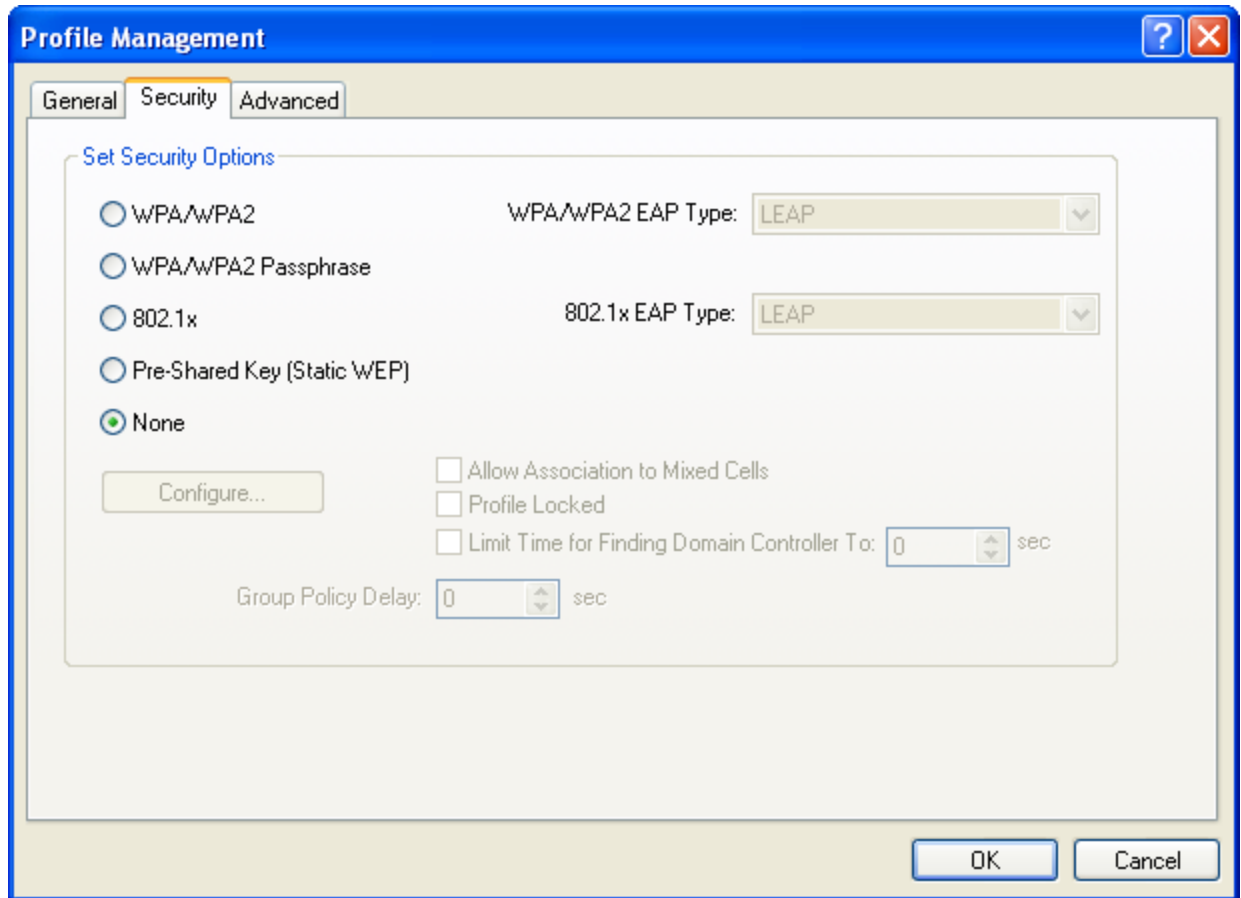 Profile Management
General Security Advanced
Set Security Options
WPA/WPA2 WPA/WPA2 EAP Type: LEAP
WPA/WPA2 Passphrase
802.1x 802.1x EAP Type: LEAP
Pre-Shared Key (Static WEP)
None
Allow Association to Mixed Cells
Configure...
Profile Locked
Limit Time for Finding Domain Controller To: 0 sec
Group Policy Delay: 0 sec
OK Cancel